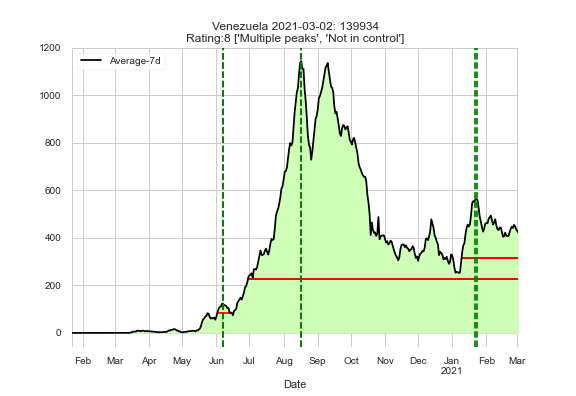 Venezuela 2021-03-02: 139934
Rating:8 ['Multiple peaks', 'Not in control']
Average-7d
1200
1000
800
600
400
200
0
Feb Mar Apr May Jun Jul Aug Sep Oct Nov Dec Jan Feb Mar
2021
Date